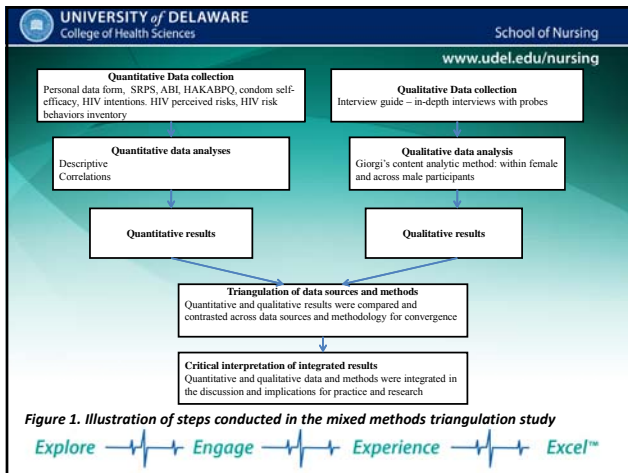 UNIVERSITY of DELAWARE
College of Health Sciences
School of Nursing
www.udel.edu/nursing
Quantitative Data collection
Personal data form, SRPS, ABI, HAKABPQ, condom self-
efficacy, HIV intentions. HIV perceived risks, HIV risk
behaviors inventory
Qualitative Data collection
Interview guide – in-depth interviews with probes
Quantitative data analyses
Descriptive
Correlations
Qualitative data analysis
Giorgi's content analytic method: within female
and across male participants
Quantitative results
Qualitative results
Triangulation of data sources and methods
Quantitative and qualitative results were compared and
contrasted across data sources and methodology for convergence
Critical interpretation of integrated results
Quantitative and qualitative data and methods were integrated in
the discussion and implications for practice and research
Figure 1. Illustration of steps conducted in the mixed methods triangulation study
Explore Engage Experience Excel™